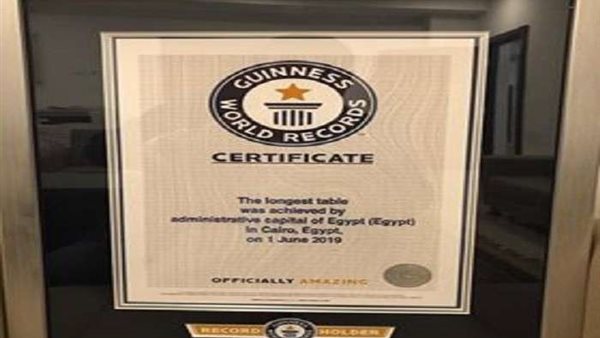 GUINNESS
WORLD RECORDS
CERTIFICATE
The longest table
was achieved by
administrative capital of Egypt (Egypt)
in Cairo, Egypt,
on 1 June 2019
OFFICIALLY AMAZING
RECORD HOLDER